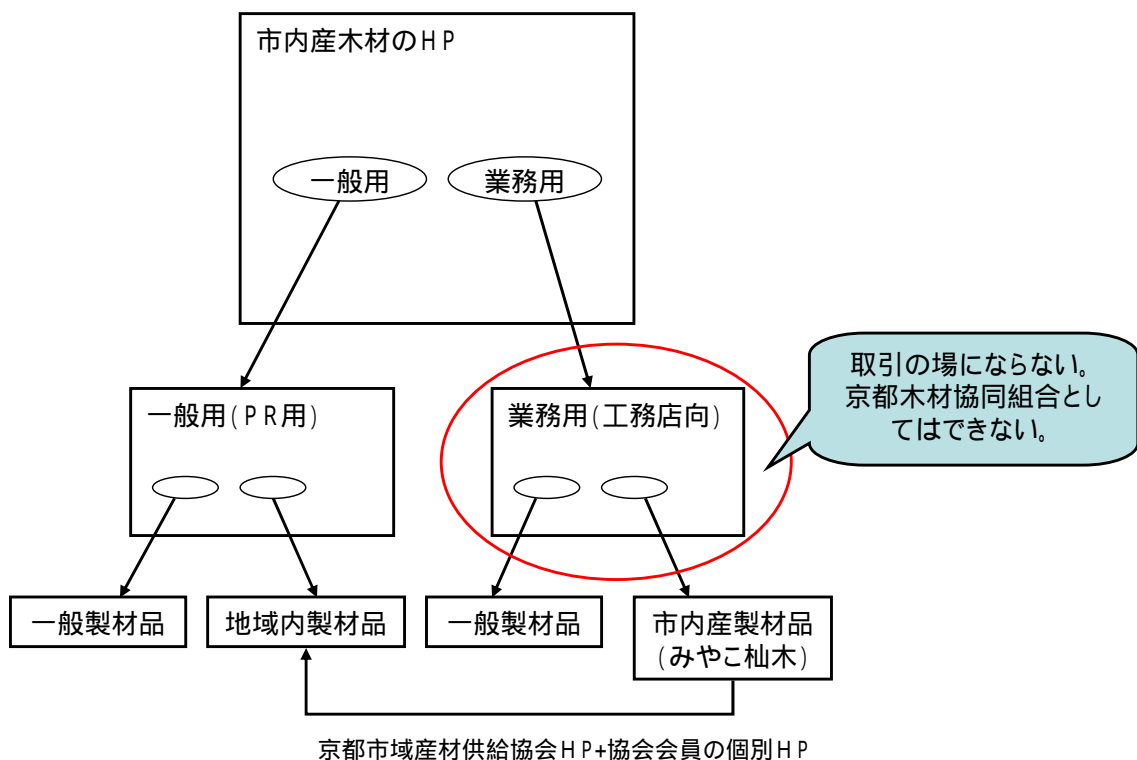 市内産木材のHP
一般用
業務用
取引の場にならない。
京都木材協同組合とし
てはできない。
一般用(PR用)
業務用(工務店向)
一般製材品
地域内製材品
一般製材品
市内産製材品
(みやこ杣木)
京都市域産材供給協会HP+協会会員の個別HP